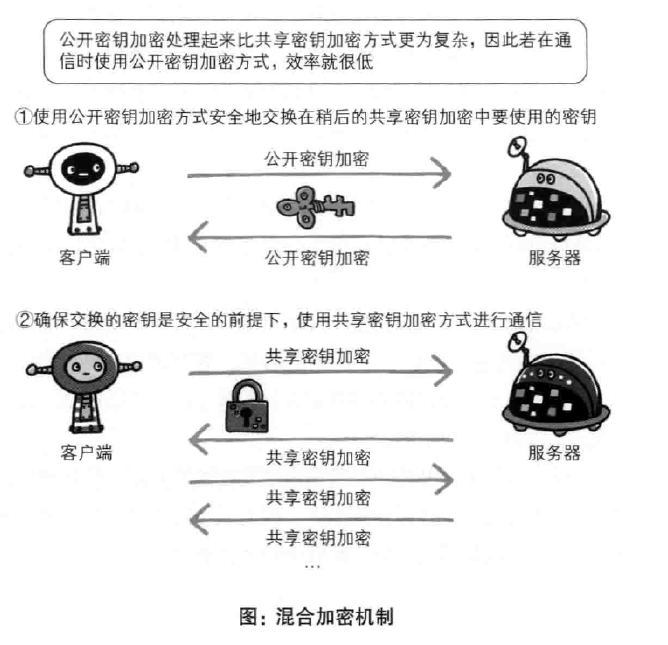 公开密钥加密处理起来比共享密钥加密方式更为复杂，因此若在通
信时使用公开密钥加密方式，效率就很低
①使用公开密钥加密方式安全地交换在稍后的共享密钥加密中要使用的密钥
公开密钥加密
公开密钥加密
客户端
服务器
②确保交换的密钥是安全的前提下，使用共享密钥加密方式进行通信
共享密钥加密
客户端
服务器
共享密钥加密
共享密钥加密
共享密钥加密
…
图：混合加密机制